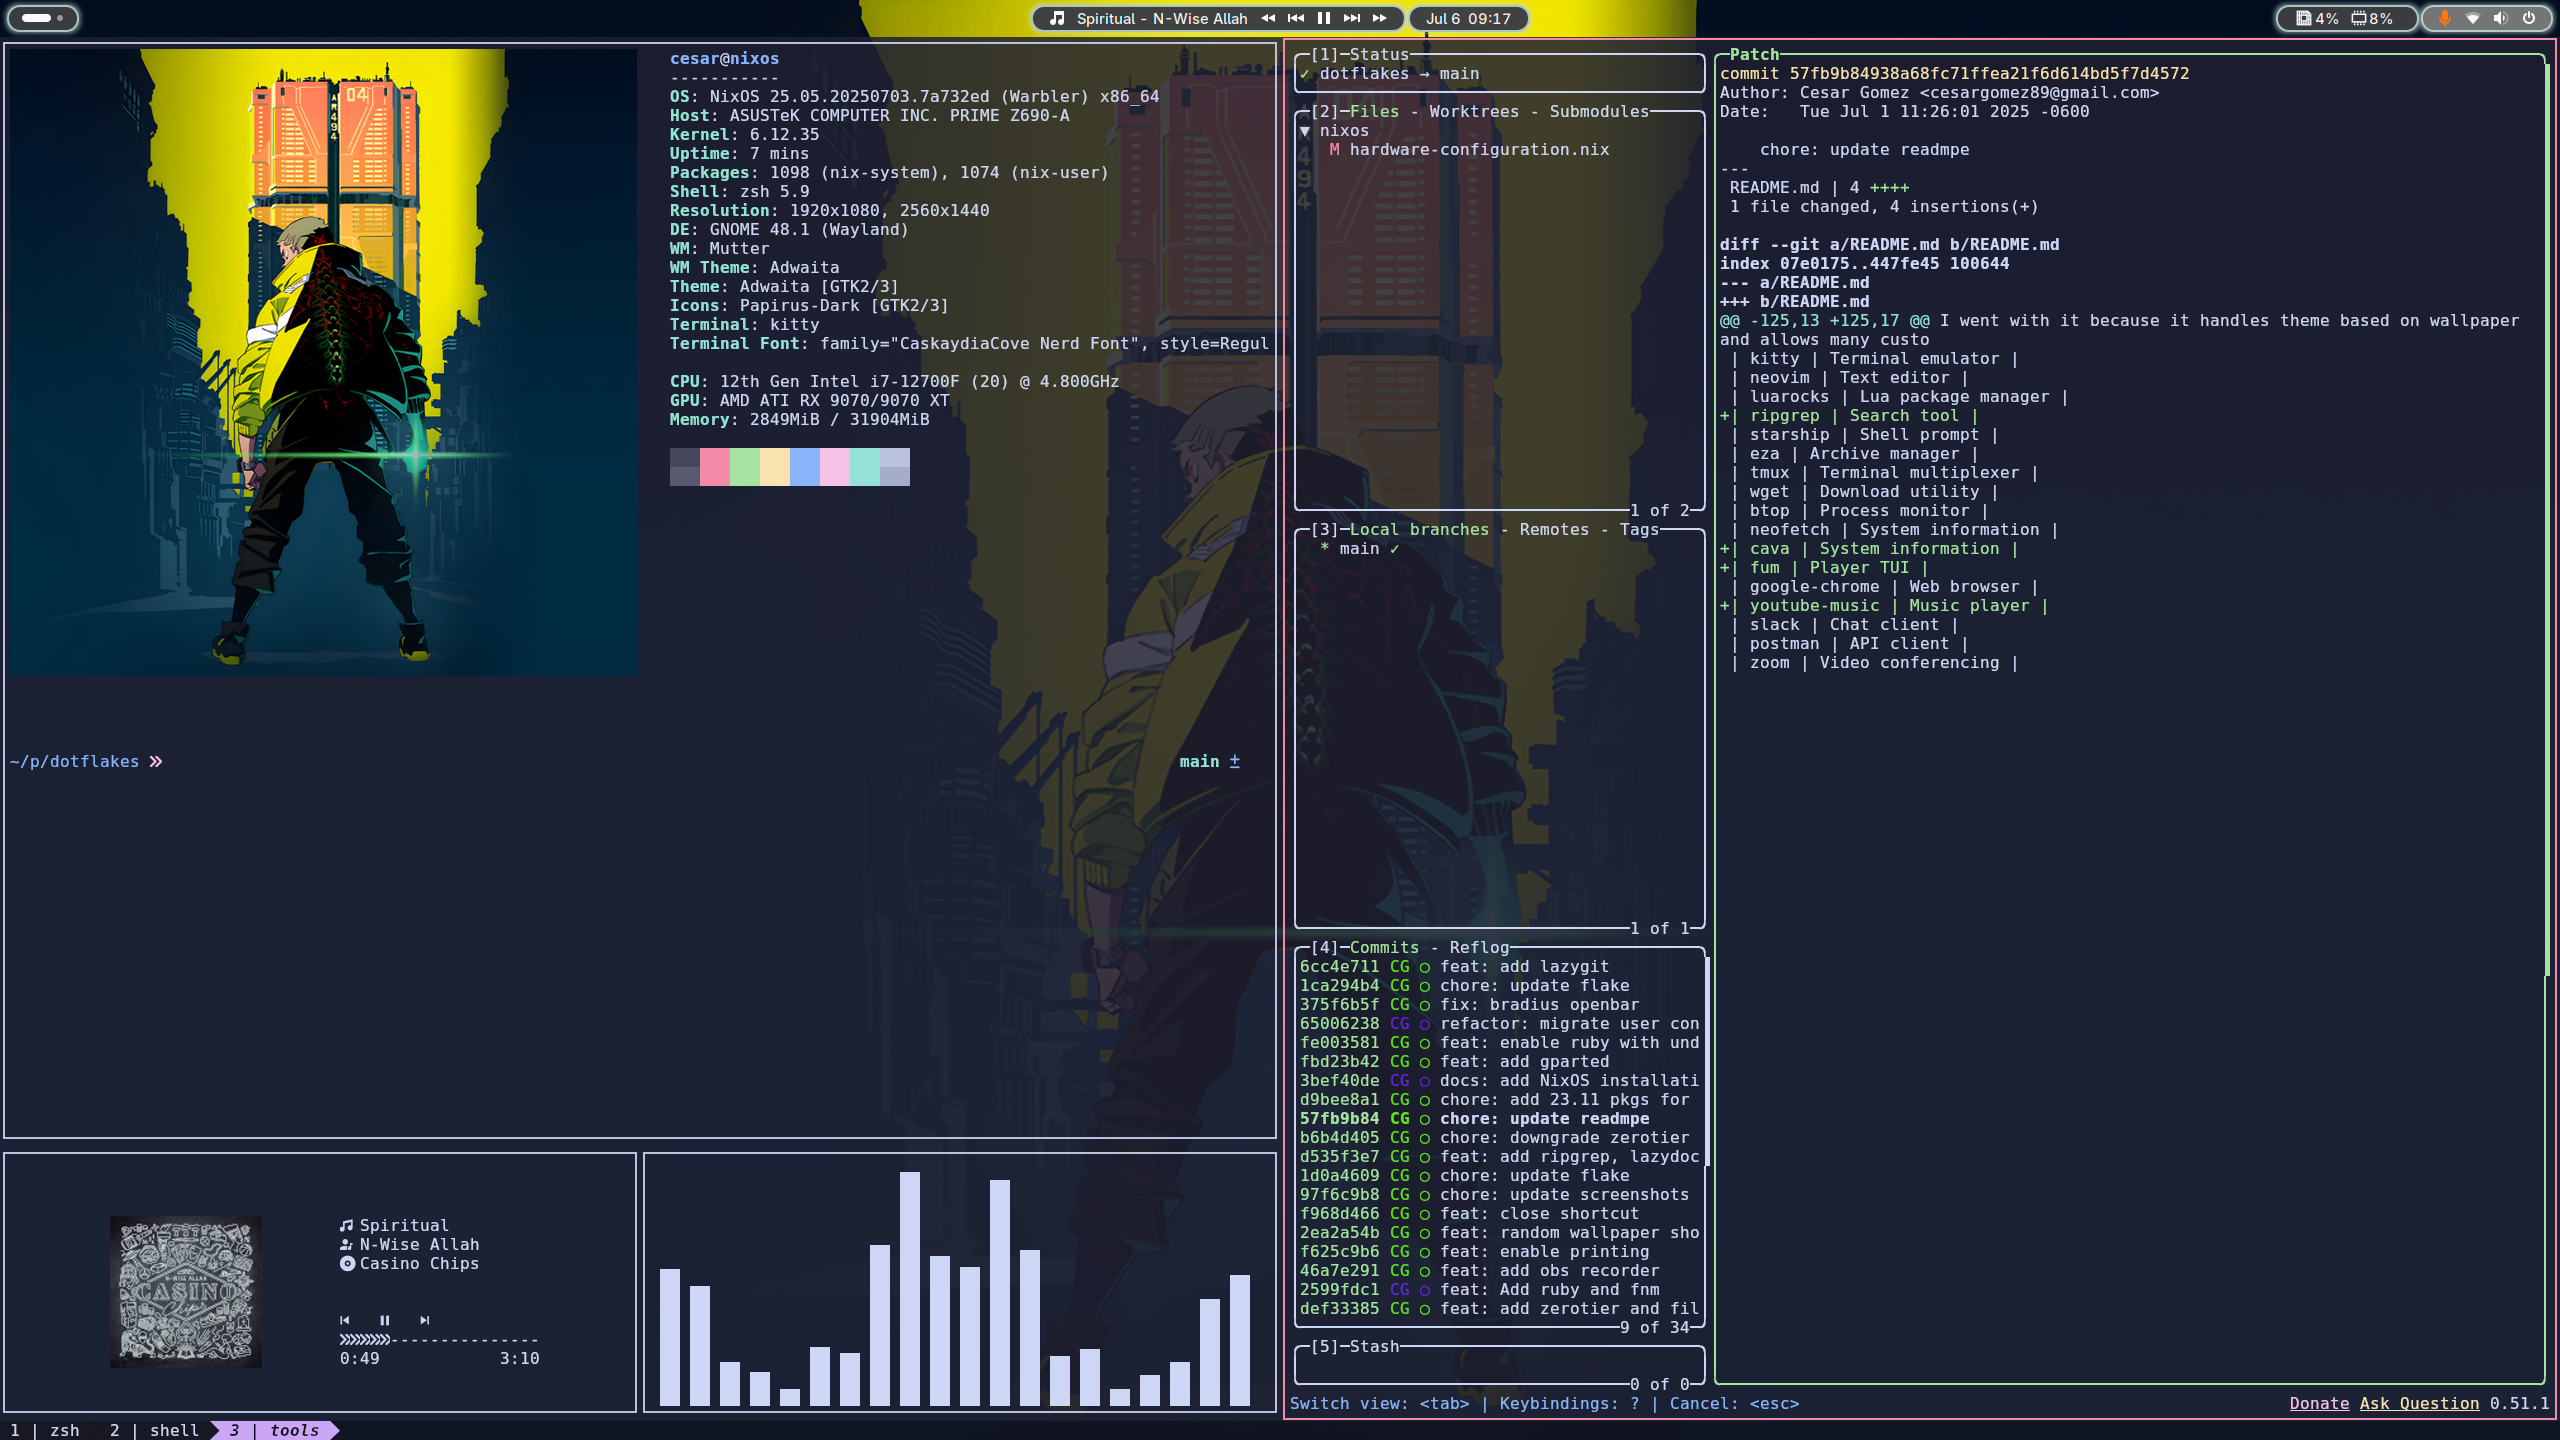 Spiritual - N-Wise Allah
Jul 6 09:17
4% 8%
04
A
M
4
9
4
cesar@nixos
-----------
OS: NixOS 25.05.20250703.7a732ed (Warbler) x86_64
Host: ASUSTeK COMPUTER INC. PRIME Z690-A
Kernel: 6.12.35
Uptime: 7 mins
Packages: 1098 (nix-system), 1074 (nix-user)
Shell: zsh 5.9
Resolution: 1920x1080, 2560x1440
DE: GNOME 48.1 (Wayland)
WM: Mutter
WM Theme: Adwaita
Theme: Adwaita [GTK2/3]
Icons: Papirus-Dark [GTK2/3]
Terminal: kitty
Terminal Font: family="CaskaydiaCove Nerd Font", style=Regul
CPU: 12th Gen Intel i7-12700F (20) @ 4.800GHz
GPU: AMD ATI RX 9070/9070 XT
Memory: 2849MiB / 31904MiB
~/p/dotflakes »
main ±
Spiritual
N-Wise Allah
Casino Chips
N-WISE ALLAH
CASINO
Chips
0:49 3:10
[1]─Status
✓ dotflakes → main
[2]─Files - Worktrees - Submodules
▼ nixos
M hardware-configuration.nix
1 of 2
[3]─Local branches - Remotes - Tags
* main ✓
1 of 1
[4]─Commits - Reflog
6cc4e711 CG ○ feat: add lazygit
1ca294b4 CG ○ chore: update flake
375f6b5f CG ○ fix: bradius openbar
65006238 CG ○ refactor: migrate user con
fe003581 CG ○ feat: enable ruby with und
fbd23b42 CG ○ feat: add gparted
3bef40de CG ○ docs: add NixOS installati
d9bee8a1 CG ○ chore: add 23.11 pkgs for
57fb9b84 CG ○ chore: update readmpe
b6b4d405 CG ○ chore: downgrade zerotier
d535f3e7 CG ○ feat: add ripgrep, lazydoc
1d0a4609 CG ○ chore: update flake
97f6c9b8 CG ○ chore: update screenshots
f968d466 CG ○ feat: close shortcut
2ea2a54b CG ○ feat: random wallpaper sho
f625c9b6 CG ○ feat: enable printing
46a7e291 CG ○ feat: add obs recorder
2599fdc1 CG ○ feat: Add ruby and fnm
def33385 CG ○ feat: add zerotier and fil
9 of 34
[5]─Stash
0 of 0
Patch
commit 57fb9b84938a68fc71ffea21f6d614bd5f7d4572
Author: Cesar Gomez <cesargomez89@gmail.com>
Date:   Tue Jul 1 11:26:01 2025 -0600
chore: update readmpe
---
README.md | 4 ++++
1 file changed, 4 insertions(+)
diff --git a/README.md b/README.md
index 07e0175..447fe45 100644
--- a/README.md
+++ b/README.md
@@ -125,13 +125,17 @@ I went with it because it handles theme based on wallpaper
and allows many custo
| kitty | Terminal emulator |
| neovim | Text editor |
| luarocks | Lua package manager |
+| ripgrep | Search tool |
| starship | Shell prompt |
| eza | Archive manager |
| tmux | Terminal multiplexer |
| wget | Download utility |
| btop | Process monitor |
| neofetch | System information |
+| cava | System information |
+| fum | Player TUI |
| google-chrome | Web browser |
+| youtube-music | Music player |
| slack | Chat client |
| postman | API client |
| zoom | Video conferencing |
Switch view: <tab> | Keybindings: ? | Cancel: <esc>
Donate Ask Question 0.51.1
1 | zsh 2 | shell 3 | tools